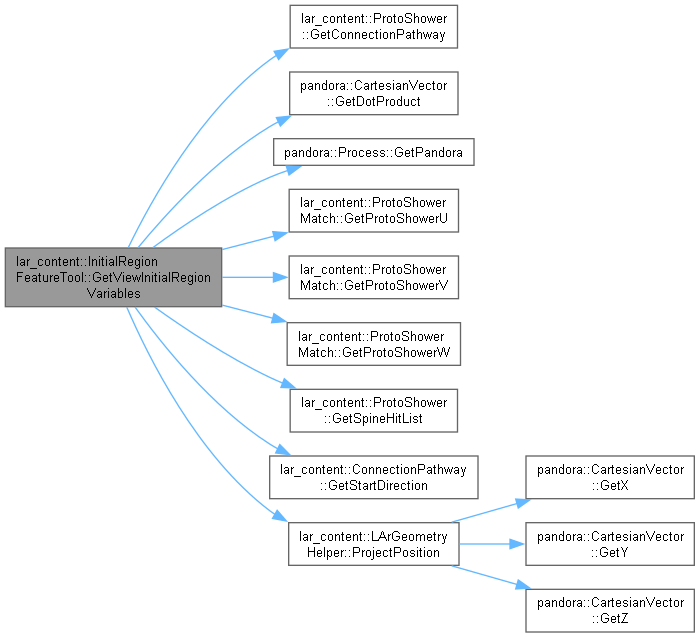 lar_content::ProtoShower
::GetConnectionPathway
pandora::CartesianVector
::GetDotProduct
pandora::Process::GetPandora
lar_content::ProtoShower
Match::GetProtoShowerU
lar_content::InitialRegion
FeatureTool::GetViewInitialRegion
Variables
lar_content::ProtoShower
Match::GetProtoShowerV
lar_content::ProtoShower
Match::GetProtoShowerW
lar_content::ProtoShower
::GetSpineHitList
lar_content::ConnectionPathway
::GetStartDirection
lar_content::LArGeometry
Helper::ProjectPosition
pandora::CartesianVector
::GetX
pandora::CartesianVector
::GetY
pandora::CartesianVector
::GetZ